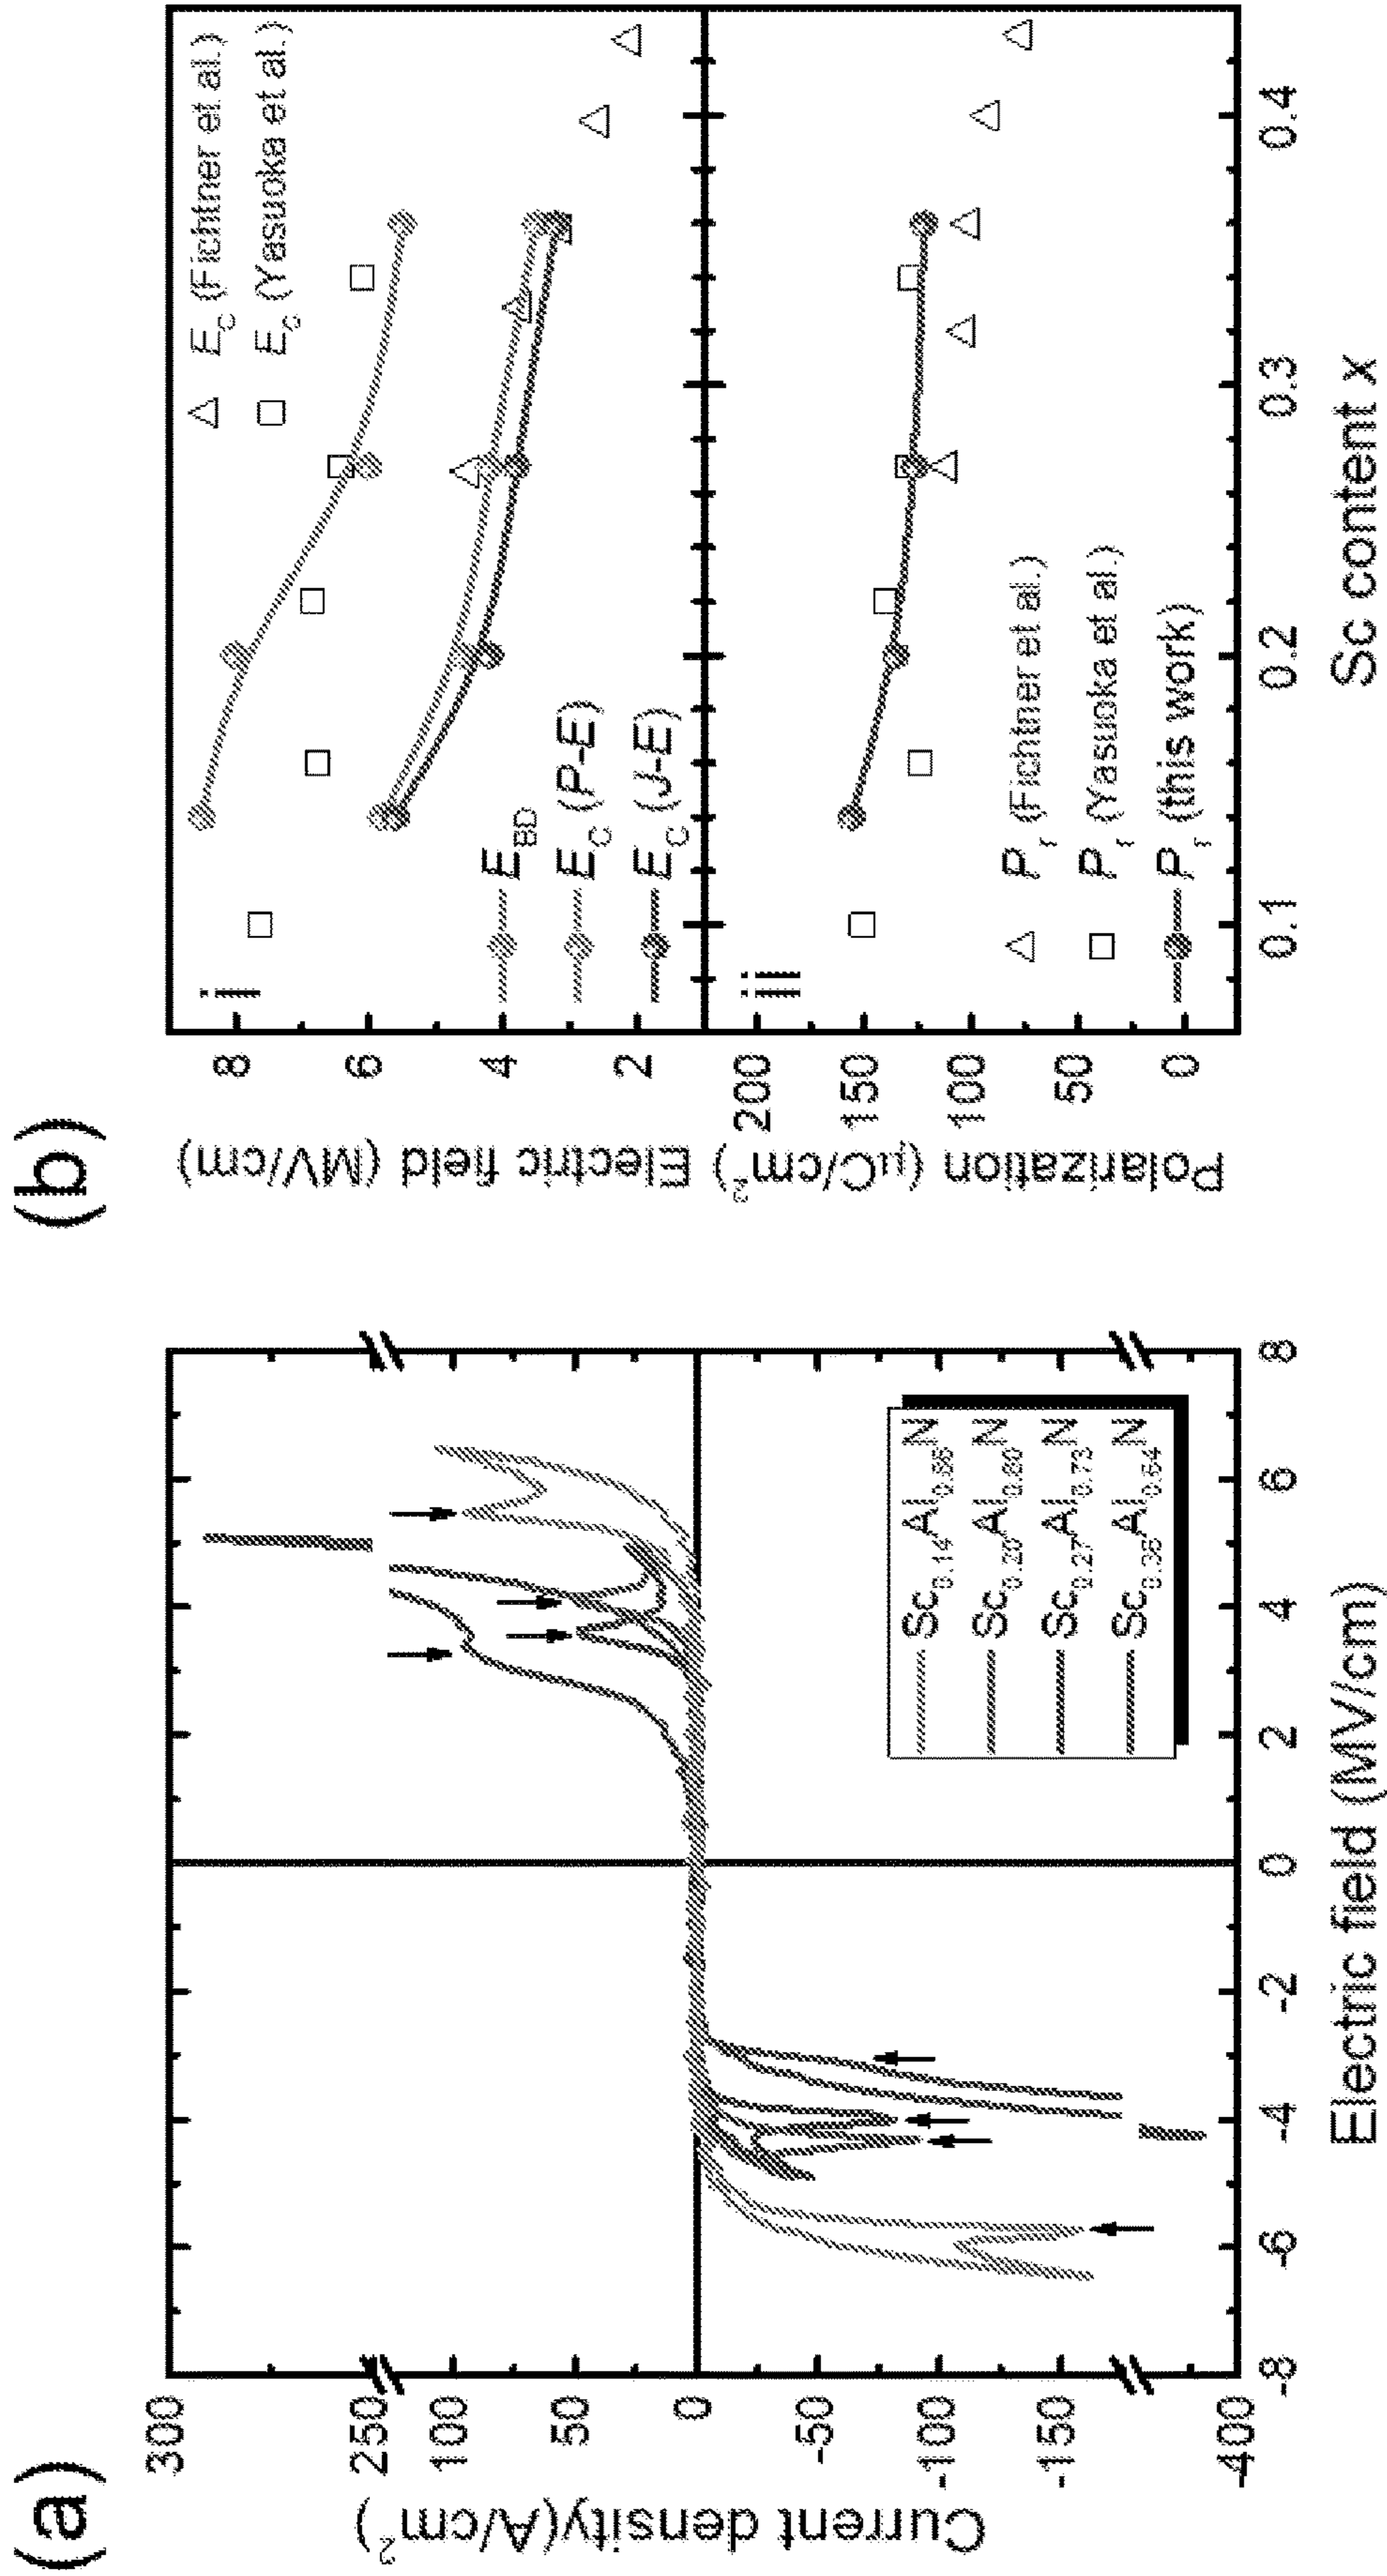 (a)
Current density(A/cm²)
300
250
100
50
0
-50
-100
-150
-400
-8
-6
-4
-2
0
2
4
6
8
Electric field (MV/cm)
Sc0.14Al0.86N
Sc0.20Al0.80N
Sc0.27Al0.73N
Sc0.36Al0.64N
(b)
Electric field (MV/cm)
8
6
4
2
i
EC (Fichtner et al.)
EC (Yasuoka et al.)
EBD
EC (P-E)
EC (J-E)
Polarization (μC/cm²)
200
150
100
50
0
ii
Pr (Fichtner et al.)
Pr (Yasuoka et al.)
Pr (this work)
0.1
0.2
0.3
0.4
Sc content x